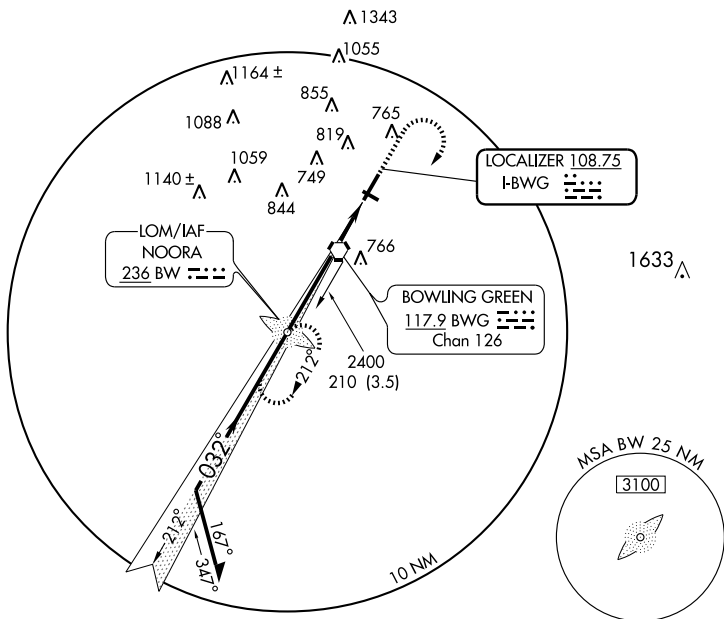 1343
1055
1164 ±
855
1088
765
819
1059
749
1140 ±
844
LOCALIZER 108.75
I-BWG
LOM/IAF
NOORA
236 BW
766
1633
BOWLING GREEN
117.9 BWG
Chan 126
2400
210 (3.5)
212°
032°
212°
167°
347°
10 NM
MSA BW 25 NM
3100